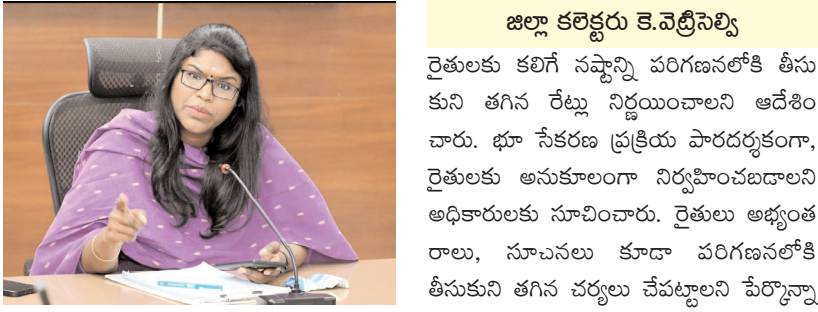 జిల్లా కలెక్టరు కె.వెట్రిసెల్వి
రైతులకు కలిగే నష్టాన్ని పరిగణనలోకి తీసు
కుని తగిన రేట్లు నిర్ణయించాలని ఆదేశిం
చారు. భూ సేకరణ ప్రక్రియ పారదర్శకంగా,
రైతులకు అనుకూలంగా నిర్వహించబడాలని
అధికారులకు సూచించారు. రైతులు అభ్యంత
రాలు, సూచనలు కూడా పరిగణనలోకి
తీసుకుని తగిన చర్యలు చేపట్టాలని పేర్కొన్నా